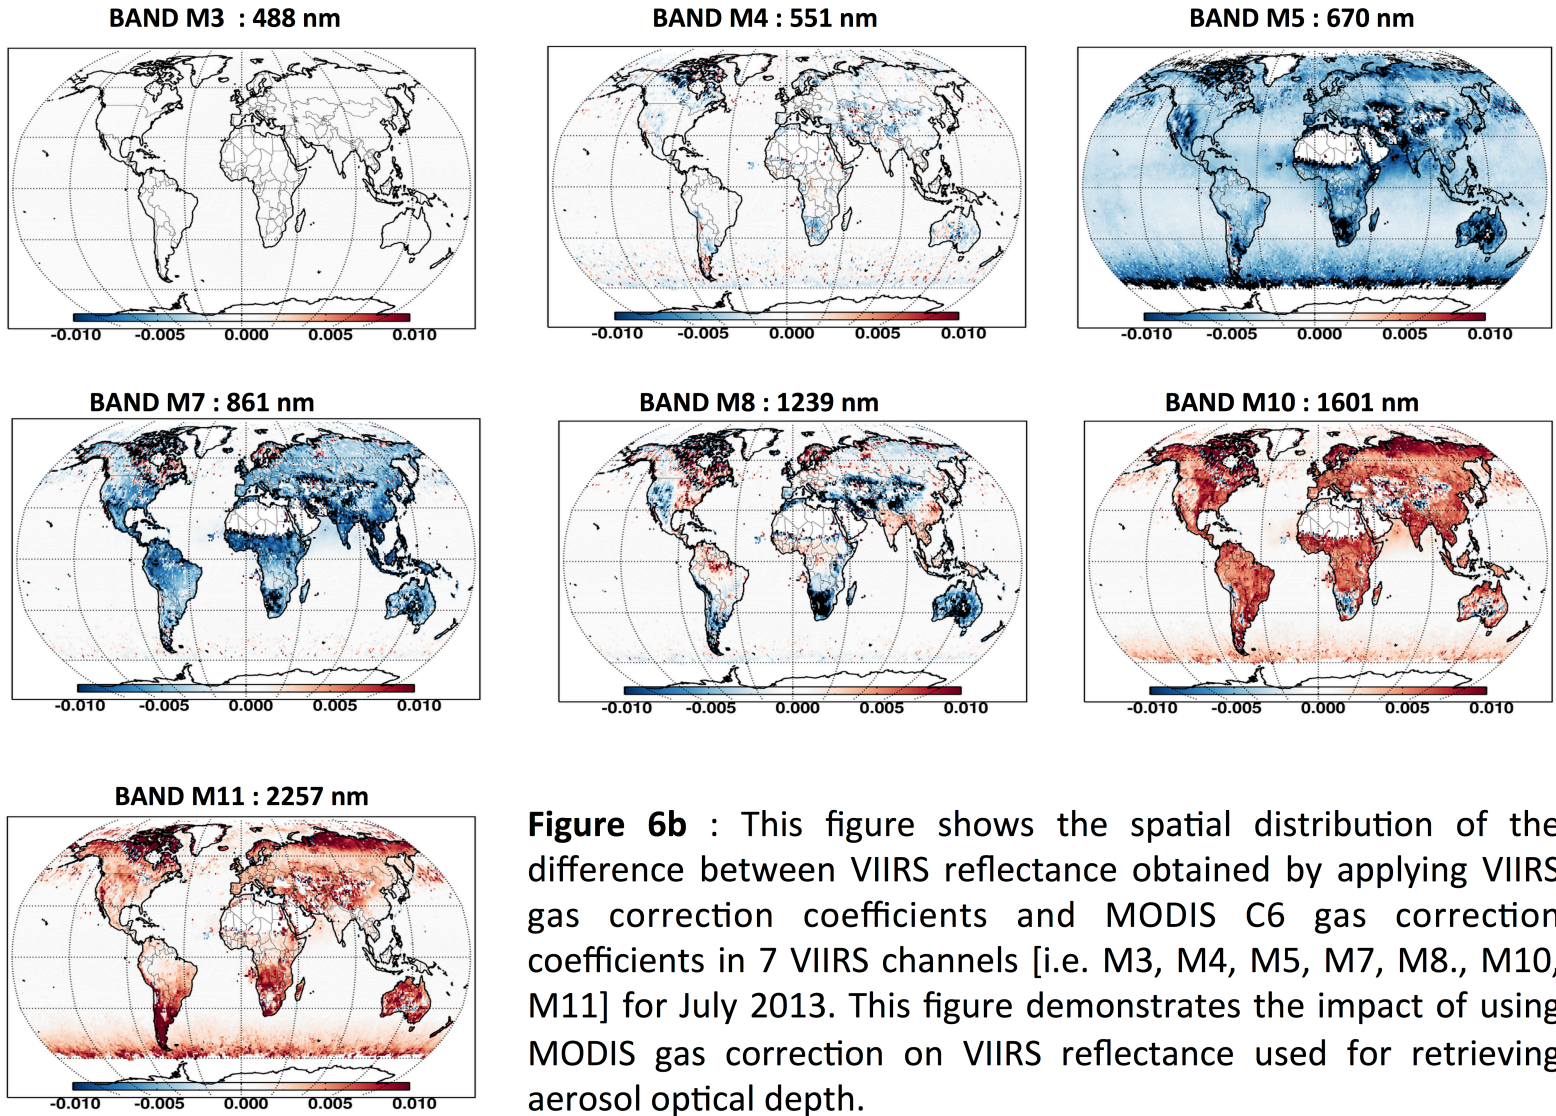 BAND M3 : 488 nm
BAND M4 : 551 nm
BAND M5 : 670 nm
-0.010 -0.005 0.000 0.005 0.010
-0.010 -0.005 0.000 0.005 0.010
-0.010 -0.005 0.000 0.005 0.010
BAND M7 : 861 nm
BAND M8 : 1239 nm
BAND M10 : 1601 nm
-0.010 -0.005 0.000 0.005 0.010
-0.010 -0.005 0.000 0.005 0.010
-0.010 -0.005 0.000 0.005 0.010
BAND M11 : 2257 nm
-0.010 -0.005 0.000 0.005 0.010
Figure 6b : This figure shows the spatial distribution of the
difference between VIIRS reflectance obtained by applying VIIRS
gas correction coefficients and MODIS C6 gas correction
coefficients in 7 VIIRS channels [i.e. M3, M4, M5, M7, M8., M10,
M11] for July 2013. This figure demonstrates the impact of using
MODIS gas correction on VIIRS reflectance used for retrieving
aerosol optical depth.